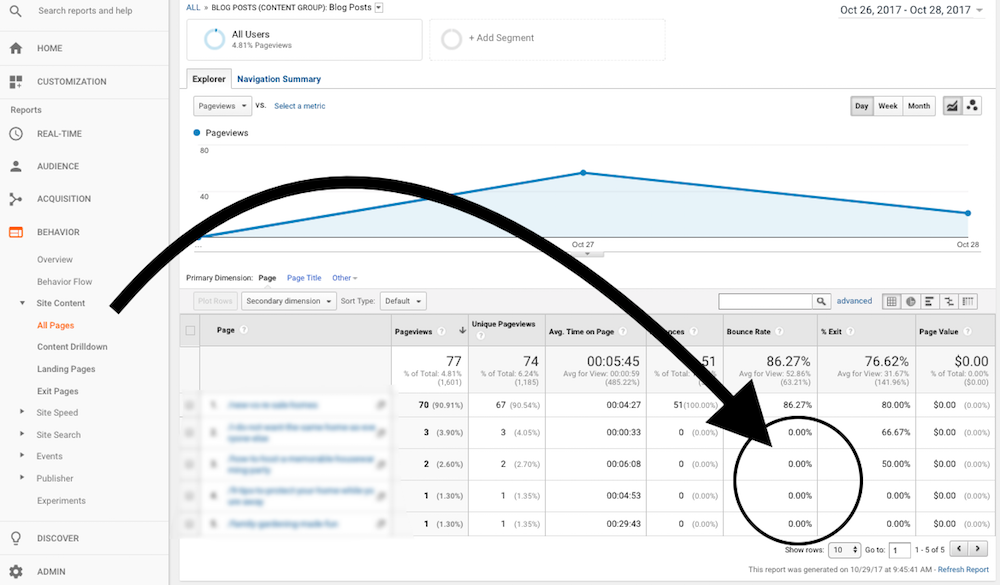 Search reports and help
HOME
CUSTOMIZATION
Reports
REAL-TIME
AUDIENCE
ACQUISITION
BEHAVIOR
Overview
Behavior Flow
Site Content
All Pages
Content Drilldown
Landing Pages
Exit Pages
Site Speed
Site Search
Events
Publisher
Experiments
DISCOVER
ADMIN
ALL » BLOG POSTS (CONTENT GROUP): Blog Posts
Oct 26, 2017 - Oct 28, 2017
All Users
4.81% Pageviews
+ Add Segment
Explorer Navigation Summary
Pageviews VS. Select a metric
Day Week Month
Pageviews
80
40
...
Oct 27
Oct 28
Primary Dimension: Page Page Title Other
Plot Rows Secondary dimension Sort Type: Default
advanced
Page ? Pageviews ? Unique Pageviews ? Avg. Time on Page ? Bounce Rate ? % Exit ? Page Value ?
77 74 00:05:45 51 86.27% 76.62% $0.00
% of Total: 4.81% (1,601) % of Total: 6.24% (1,185) Avg for View: 00:00:59 (485.22%) Avg for View: 52.86% (63.21%) Avg for View: 31.67% (141.96%) % of Total: 0.00% ($0.00)
1. 70 (90.91%) 67 (90.54%) 00:04:27 51(100.00%) 86.27% 80.00% $0.00 (0.00%)
2. 3 (3.90%) 3 (4.05%) 00:00:33 0 (0.00%) 0.00% 66.67% $0.00 (0.00%)
3. 2 (2.60%) 2 (2.70%) 00:06:08 0 (0.00%) 0.00% 50.00% $0.00 (0.00%)
4. 1 (1.30%) 1 (1.35%) 00:04:53 0 (0.00%) 0.00% 0.00% $0.00 (0.00%)
5. 1 (1.30%) 1 (1.35%) 00:29:43 0 (0.00%) 0.00% 0.00% $0.00 (0.00%)
Show rows: 10 Go to: 1 1 - 5 of 5
This report was generated on 10/29/17 at 9:45:41 AM - Refresh Report